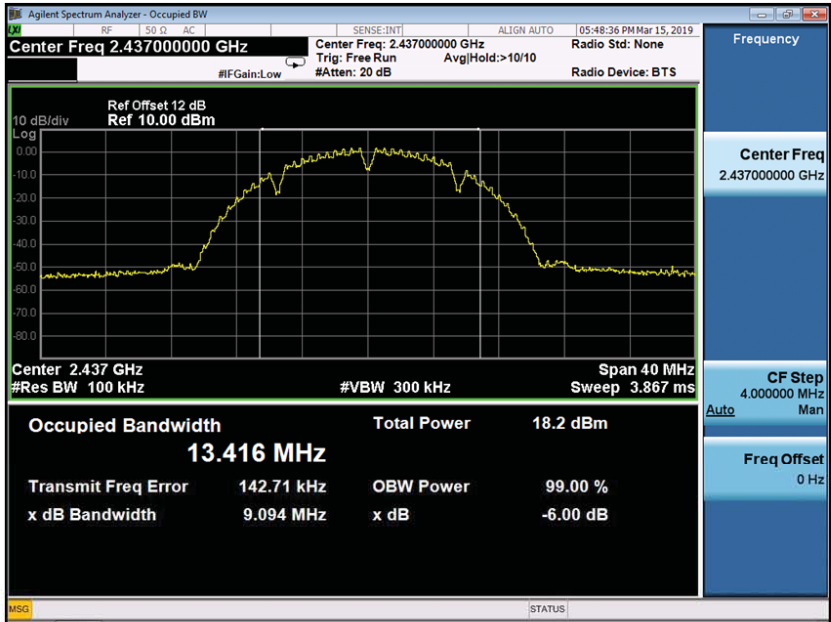 Agilent Spectrum Analyzer - Occupied BW
LXI RF 50 Ω AC SENSE:INT ALIGN AUTO 05:48:36 PM Mar 15, 2019
Center Freq 2.437000000 GHz
Center Freq: 2.437000000 GHz
Radio Std: None
Trig: Free Run Avg|Hold:>10/10
#IFGain:Low
#Atten: 20 dB
Radio Device: BTS
Frequency
Ref Offset 12 dB
10 dB/div Ref 10.00 dBm
Log
0.00
-10.0
-20.0
-30.0
-40.0
-50.0
-60.0
-70.0
-80.0
Center 2.437 GHz Span 40 MHz
#Res BW 100 kHz #VBW 300 kHz Sweep 3.867 ms
Occupied Bandwidth Total Power 18.2 dBm
13.416 MHz
Transmit Freq Error 142.71 kHz OBW Power 99.00 %
x dB Bandwidth 9.094 MHz x dB -6.00 dB
Center Freq
2.437000000 GHz
CF Step
4.000000 MHz
Auto Man
Freq Offset
0 Hz
MSG STATUS